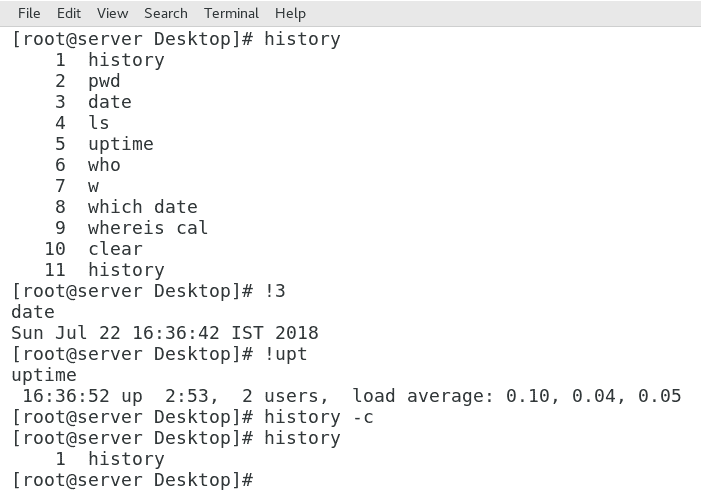 File Edit View Search Terminal Help
[root@server Desktop]# history
    1  history
    2  pwd
    3  date
    4  ls
    5  uptime
    6  who
    7  w
    8  which date
    9  whereis cal
   10  clear
   11  history
[root@server Desktop]# !3
date
Sun Jul 22 16:36:42 IST 2018
[root@server Desktop]# !upt
uptime
 16:36:52 up  2:53,  2 users,  load average: 0.10, 0.04, 0.05
[root@server Desktop]# history -c
[root@server Desktop]# history
    1  history
[root@server Desktop]#